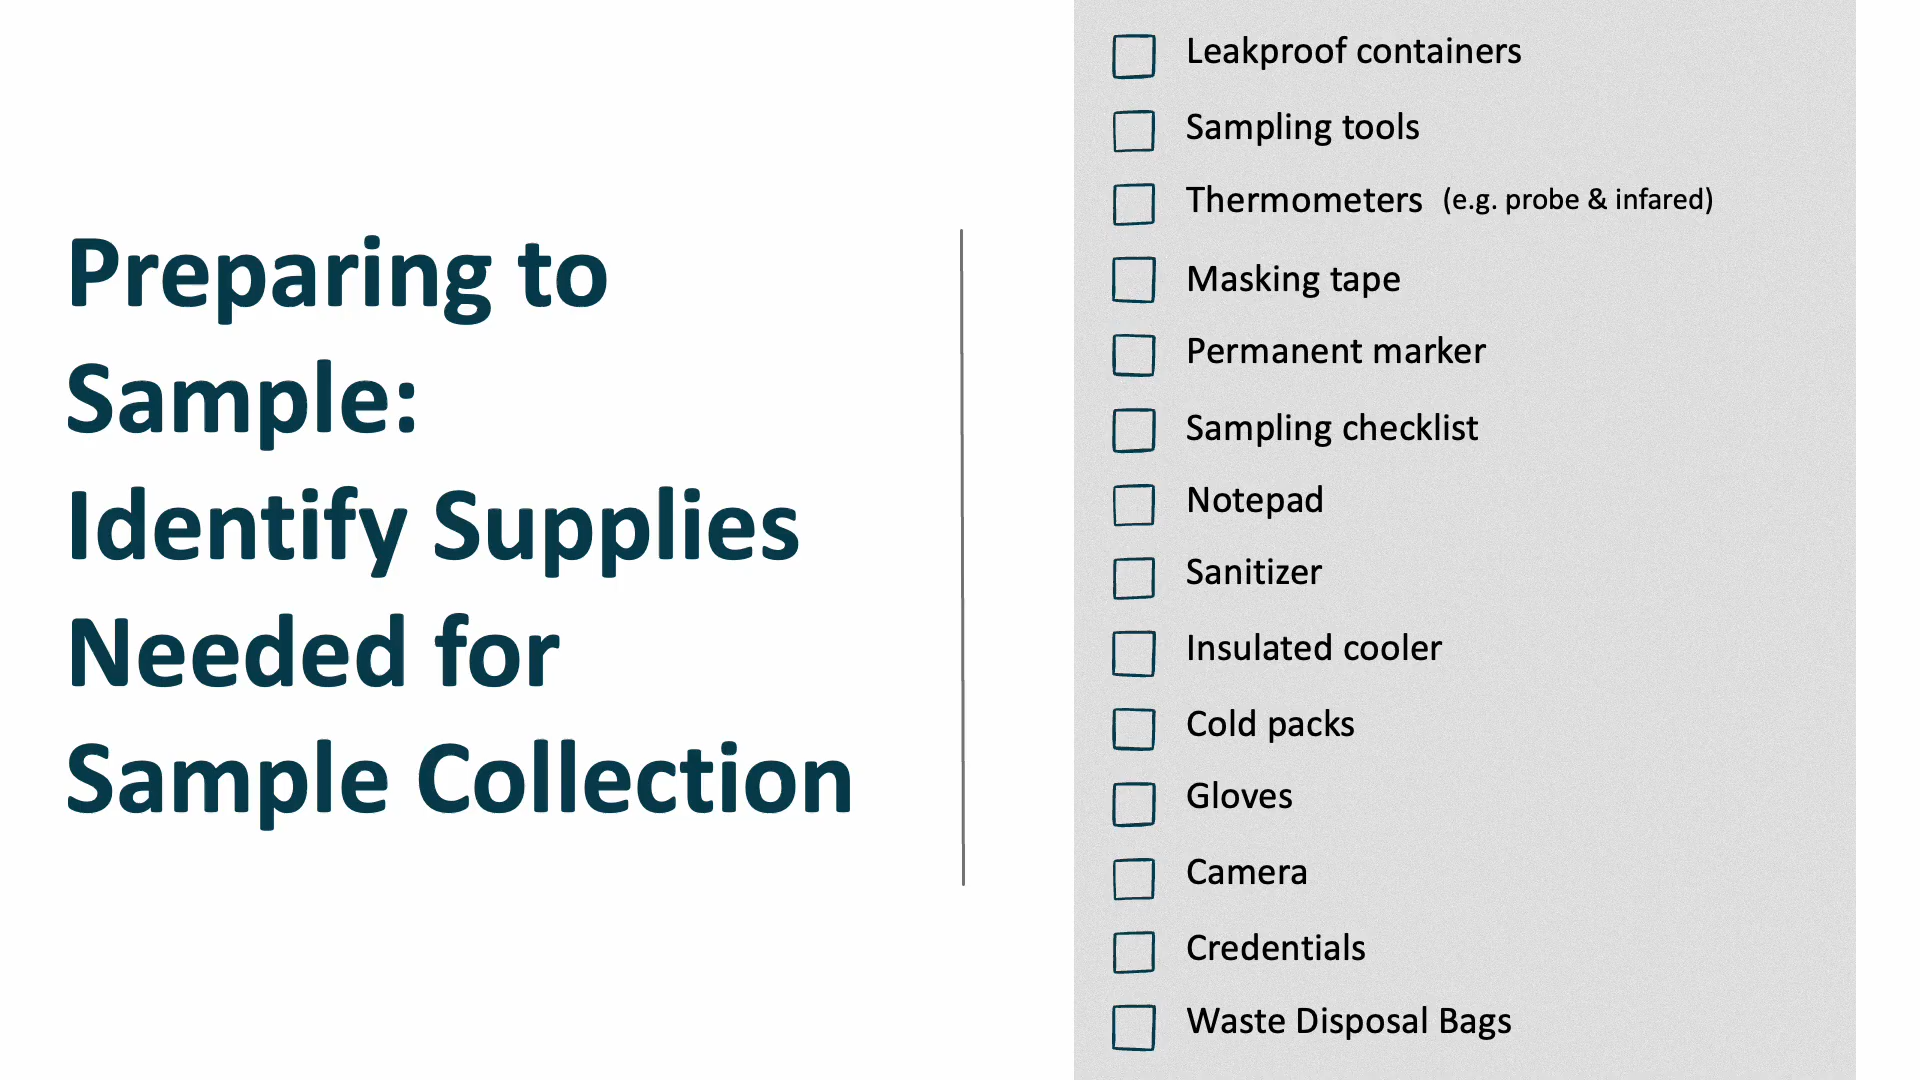 Preparing to
Sample:
Identify Supplies
Needed for
Sample Collection
Leakproof containers
Sampling tools
Thermometers (e.g. probe & infared)
Masking tape
Permanent marker
Sampling checklist
Notepad
Sanitizer
Insulated cooler
Cold packs
Gloves
Camera
Credentials
Waste Disposal Bags